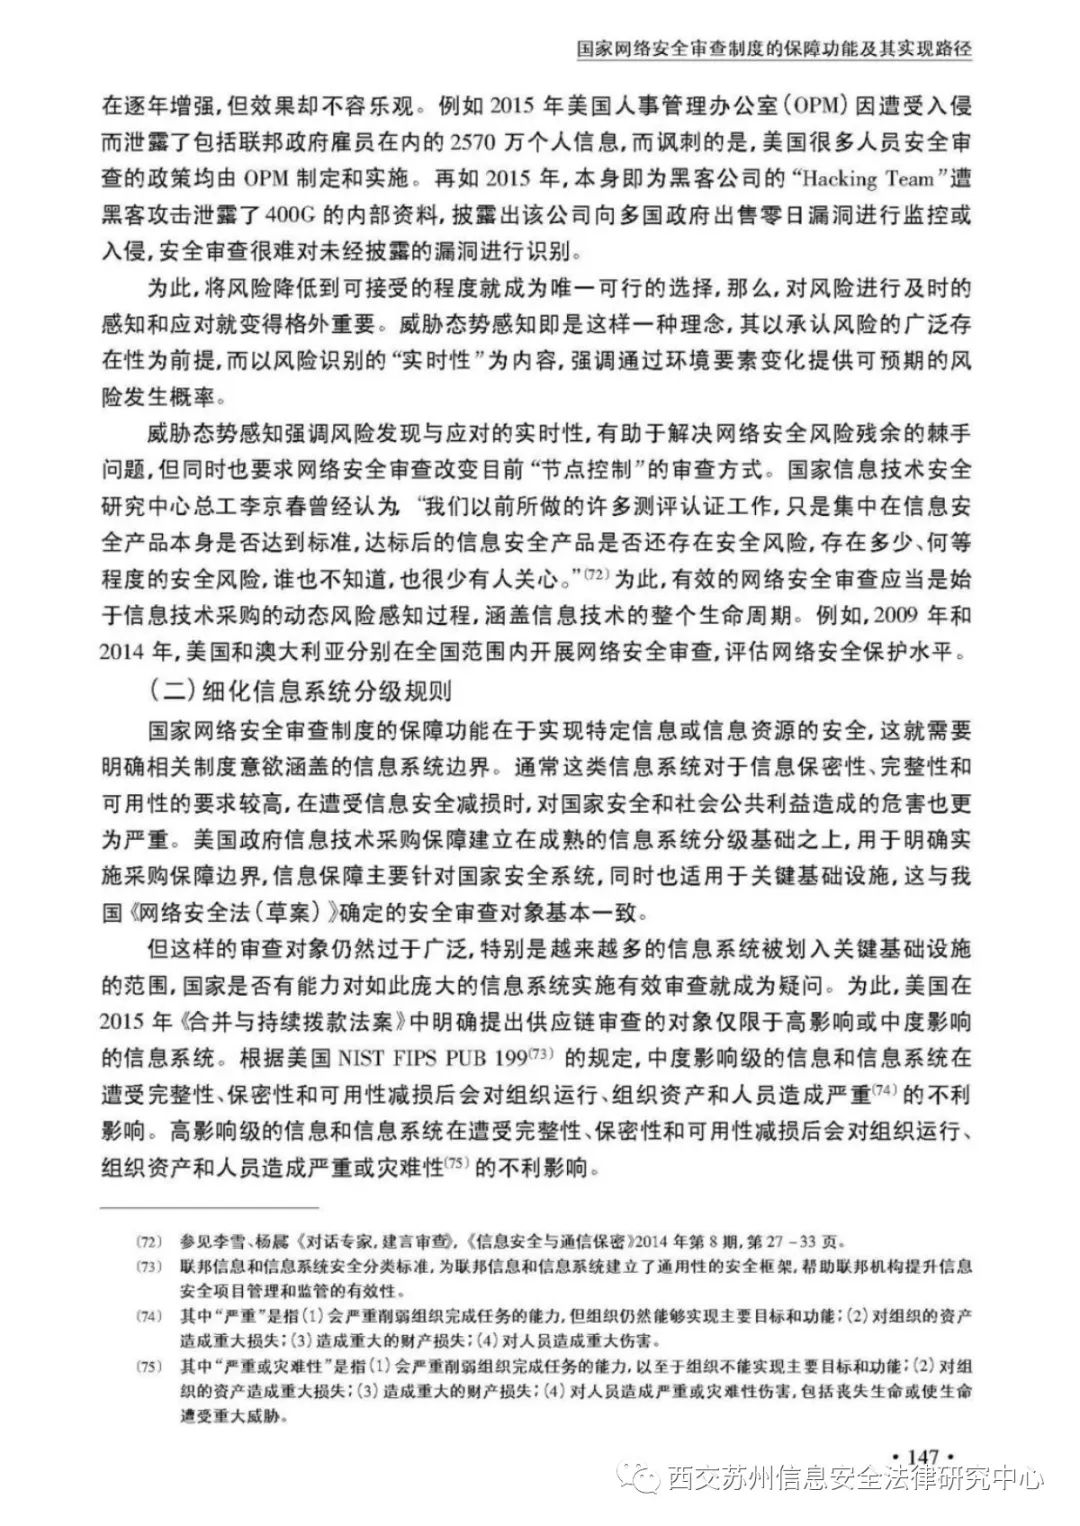 国家网络安全审查制度的保障功能及其实现路径
在逐年增强,但效果却不容乐观。例如 2015 年美国人事管理办公室(OPM)因遭受入侵
而泄露了包括联邦政府雇员在内的 2570 万个人信息,而讽刺的是,美国很多人员安全审
查的政策均由 OPM 制定和实施。再如 2015 年,本身即为黑客公司的“Hacking Team”遭
黑客攻击泄露了 400G 的内部资料,披露出该公司向多国政府出售零日漏洞进行监控或
入侵,安全审查很难对未经披露的漏洞进行识别。
为此,将风险降低到可接受的程度就成为唯一可行的选择,那么,对风险进行及时的
感知和应对就变得格外重要。威胁态势感知即是这样一种理念,其以承认风险的广泛存
在性为前提,而以风险识别的“实时性”为内容,强调通过环境要素变化提供可预期的风
险发生概率。
威胁态势感知强调风险发现与应对的实时性,有助于解决网络安全风险残余的棘手
问题,但同时也要求网络安全审查改变目前“节点控制”的审查方式。国家信息技术安全
研究中心总工李京春曾经认为,“我们以前所做的许多测评认证工作,只是集中在信息安
全产品本身是否达到标准,达标后的信息安全产品是否还存在安全风险,存在多少、何等
程度的安全风险,谁也不知道,也很少有人关心。”(72)为此,有效的网络安全审查应当是始
于信息技术采购的动态风险感知过程,涵盖信息技术的整个生命周期。例如,2009 年和
2014 年,美国和澳大利亚分别在全国范围内开展网络安全审查,评估网络安全保护水平。
(二)细化信息系统分级规则
国家网络安全审查制度的保障功能在于实现特定信息或信息资源的安全,这就需要
明确相关制度意欲涵盖的信息系统边界。通常这类信息系统对于信息保密性、完整性和
可用性的要求较高,在遭受信息安全减损时,对国家安全和社会公共利益造成的危害也更
为严重。美国政府信息技术采购保障建立在成熟的信息系统分级基础之上,用于明确实
施采购保障边界,信息保障主要针对国家安全系统,同时也适用于关键基础设施,这与我
国《网络安全法(草案)》确定的安全审查对象基本一致。
但这样的审查对象仍然过于广泛,特别是越来越多的信息系统被划入关键基础设施
的范围,国家是否有能力对如此庞大的信息系统实施有效审查就成为疑问。为此,美国在
2015 年《合并与持续拨款法案》中明确提出供应链审查的对象仅限于高影响或中度影响
的信息系统。根据美国 NIST FIPS PUB 199(73) 的规定,中度影响级的信息和信息系统在
遭受完整性、保密性和可用性减损后会对组织运行、组织资产和人员造成严重(74)的不利
影响。高影响级的信息和信息系统在遭受完整性、保密性和可用性减损后会对组织运行、
组织资产和人员造成严重或灾难性(75)的不利影响。
(72) 参见李雪、杨晨:《对话专家,建言审查》,《信息安全与通信保密》2014 年第 8 期,第 27-33 页。
(73) 联邦信息和信息系统安全分类标准,为联邦信息和信息系统建立了通用性的安全框架,帮助联邦机构提升信息
安全项目管理和监管的有效性。
(74) 其中“严重”是指(1)会严重削弱组织完成任务的能力,但组织仍然能够实现主要目标和功能;(2)对组织的资产
造成重大损失;(3)造成重大的财产损失;(4)对人员造成重大伤害。
(75) 其中“严重或灾难性”是指(1)会严重削弱组织完成任务的能力,以至于组织不能实现主要目标和功能;(2)对组
织的资产造成重大损失;(3)造成重大的财产损失;(4)对人员造成严重或灾难性伤害,包括丧失生命或使生命
遭受重大威胁。
·147·
西交苏州信息安全法律研究中心